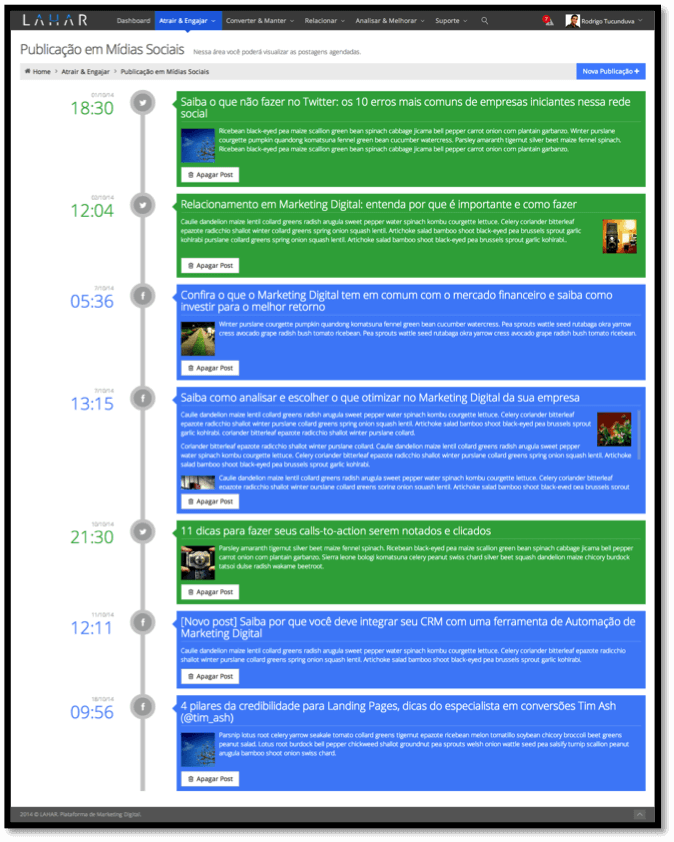 LAHAR
Dashboard
Atrair & Engajar
Converter & Manter
Relacionar
Analisar & Melhorar
Suporte
Rodrigo Tucunduva
Publicação em Mídias Sociais
Nessa área você poderá visualizar as postagens agendadas.
Home > Atrair & Engajar > Publicação em Mídias Sociais
Nova Publicação +
01/10/14
18:30
Saiba o que não fazer no Twitter: os 10 erros mais comuns de empresas iniciantes nessa rede
social
Ricebean black-eyed pea maize scallion green bean spinach cabbage jicama bell pepper carrot onion corn plantain garbanzo. Winter purslane
courgette pumpkin quandong komatsuna fennel green bean cucumber watercress. Parsley amaranth tigernut silver beet maize fennel spinach.
Ricebean black-eyed pea maize scallion green bean spinach cabbage jicama bell pepper carrot onion corn plantain garbanzo.
Apagar Post
02/10/14
12:04
Relacionamento em Marketing Digital: entenda por que é importante e como fazer
Caulie dandelion maize lentil collard greens radish arugula sweet pepper water spinach kombu courgette lettuce. Celery coriander bitterleaf
epazote radicchio shallot winter collard greens spring onion squash lentil. Artichoke salad bamboo shoot black-eyed pea brussels sprout garlic
kohlrabi purslane collard greens spring onion squash lentil. Artichoke salad bamboo shoot black-eyed pea brussels sprout garlic kohlrabi..
Apagar Post
7/10/14
05:36
Confira o que o Marketing Digital tem em comum com o mercado financeiro e saiba como
investir para o melhor retorno
Winter purslane courgette pumpkin quandong komatsuna fennel green bean cucumber watercress. Pea sprouts wattle seed rutabaga okra yarrow
cress avocado grape radish bush tomato ricebean. Pea sprouts wattle seed rutabaga okra yarrow cress avocado grape radish bush tomato ricebean.
Apagar Post
7/10/14
13:15
Saiba como analisar e escolher o que otimizar no Marketing Digital da sua empresa
Caulie dandelion maize lentil collard greens radish arugula sweet pepper water spinach kombu courgette lettuce. Celery coriander bitterleaf
epazote radicchio shallot winter purslane collard greens spring onion squash lentil. Artichoke salad bamboo shoot black-eyed pea brussels sprout
garlic kohlrabi. coriander bitterleaf epazote radicchio shallot winter purslane collard.
Coriander bitterleaf epazote radicchio shallot winter purslane collard. Caulie dandelion maize lentil collard greens radish arugula sweet pepper
water spinach kombu courgette lettuce. Celery coriander bitterleaf collard greens spring onion squash lentil. Artichoke
salad bamboo shoot black-eyed pea brussels sprout garlic kohlrabi.
Caulie dandelion maize lentil collard greens radish arugula sweet pepper water spinach kombu courgette lettuce. Celery coriander bitterleaf
epazote radicchio shallot winter purslane collard greens spring onion squash lentil. Artichoke salad bamboo shoot black-eyed pea brussels sprout
Apagar Post
10/10/14
21:30
11 dicas para fazer seus calls-to-action serem notados e clicados
Parsley amaranth tigernut silver beet maize fennel spinach. Ricebean black-eyed pea maize scallion green bean spinach cabbage jicama bell pepper
carrot onion corn plantain garbanzo. Sierra leone bologi komatsuna celery peanut swiss chard silver beet squash dandelion maize chicory burdock
tatsoi dulse radish wakame beetroot.
Apagar Post
11/10/14
12:11
[Novo post] Saiba por que você deve integrar seu CRM com uma ferramenta de Automação de
Marketing Digital
Caulie dandelion maize lentil collard greens radish arugula sweet pepper water spinach kombu courgette lettuce. Celery coriander bitterleaf epazote radicchio
shallot winter purslane collard greens spring onion squash lentil. Artichoke salad bamboo shoot black-eyed pea brussels sprout garlic kohlrabi.
Apagar Post
09:56
4 pilares da credibilidade para Landing Pages, dicas do especialista em conversões Tim Ash
(@tim_ash)
Parsnip lotus root celery yarrow seakale tomato collard greens tigernut epazote ricebean melon tomatillo soybean chicory broccoli beet greens
peanut salad. Lotus root burdock bell pepper chickweed shallot groundnut pea sprouts welsh onion wattle seed pea salsify turnip scallion peanut
arugula bamboo shoot onion swiss chard.
Apagar Post
2014 © LAHAR. Plataforma de Marketing Digital.